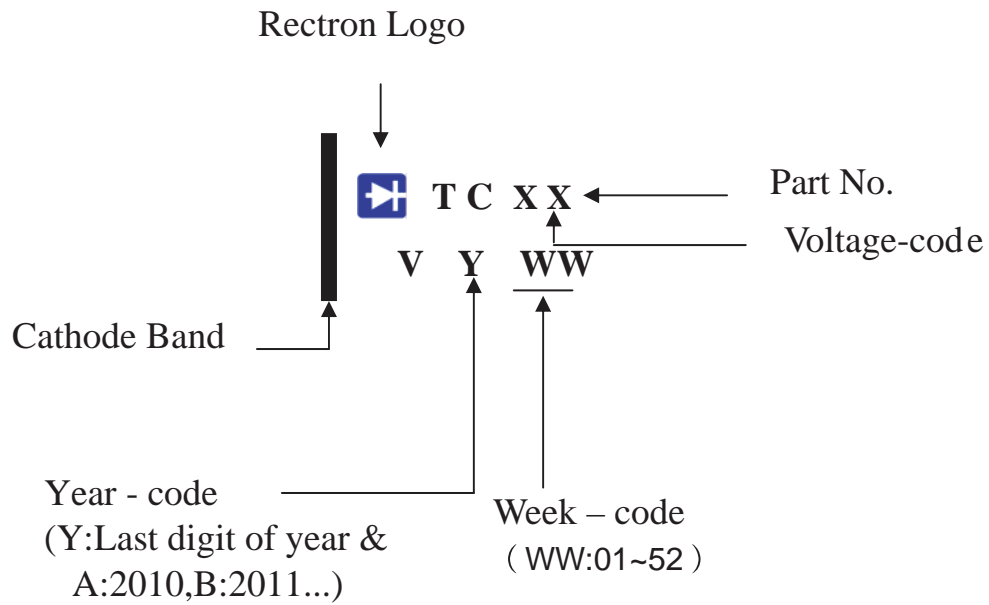 Rectron Logo
T C X X
Part No.
Voltage-code
V Y WW
Cathode Band
Year - code
(Y:Last digit of year &
A:2010,B:2011...)
Week – code
（WW:01~52）